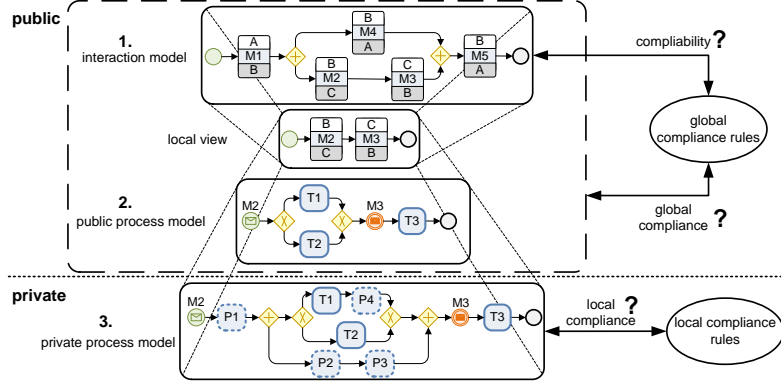 public
1.
interaction model
A
M1
B
B
M4
A
B
M2
C
C
M3
B
B
M5
A
compliability ?
local view
B
M2
C
C
M3
B
global
compliance rules
2.
public process model
M2
T1
T2
M3
T3
global
compliance ?
private
3.
private process model
M2
P1
T1
P4
T2
P2
P3
M3
T3
local
compliance ?
local compliance
rules